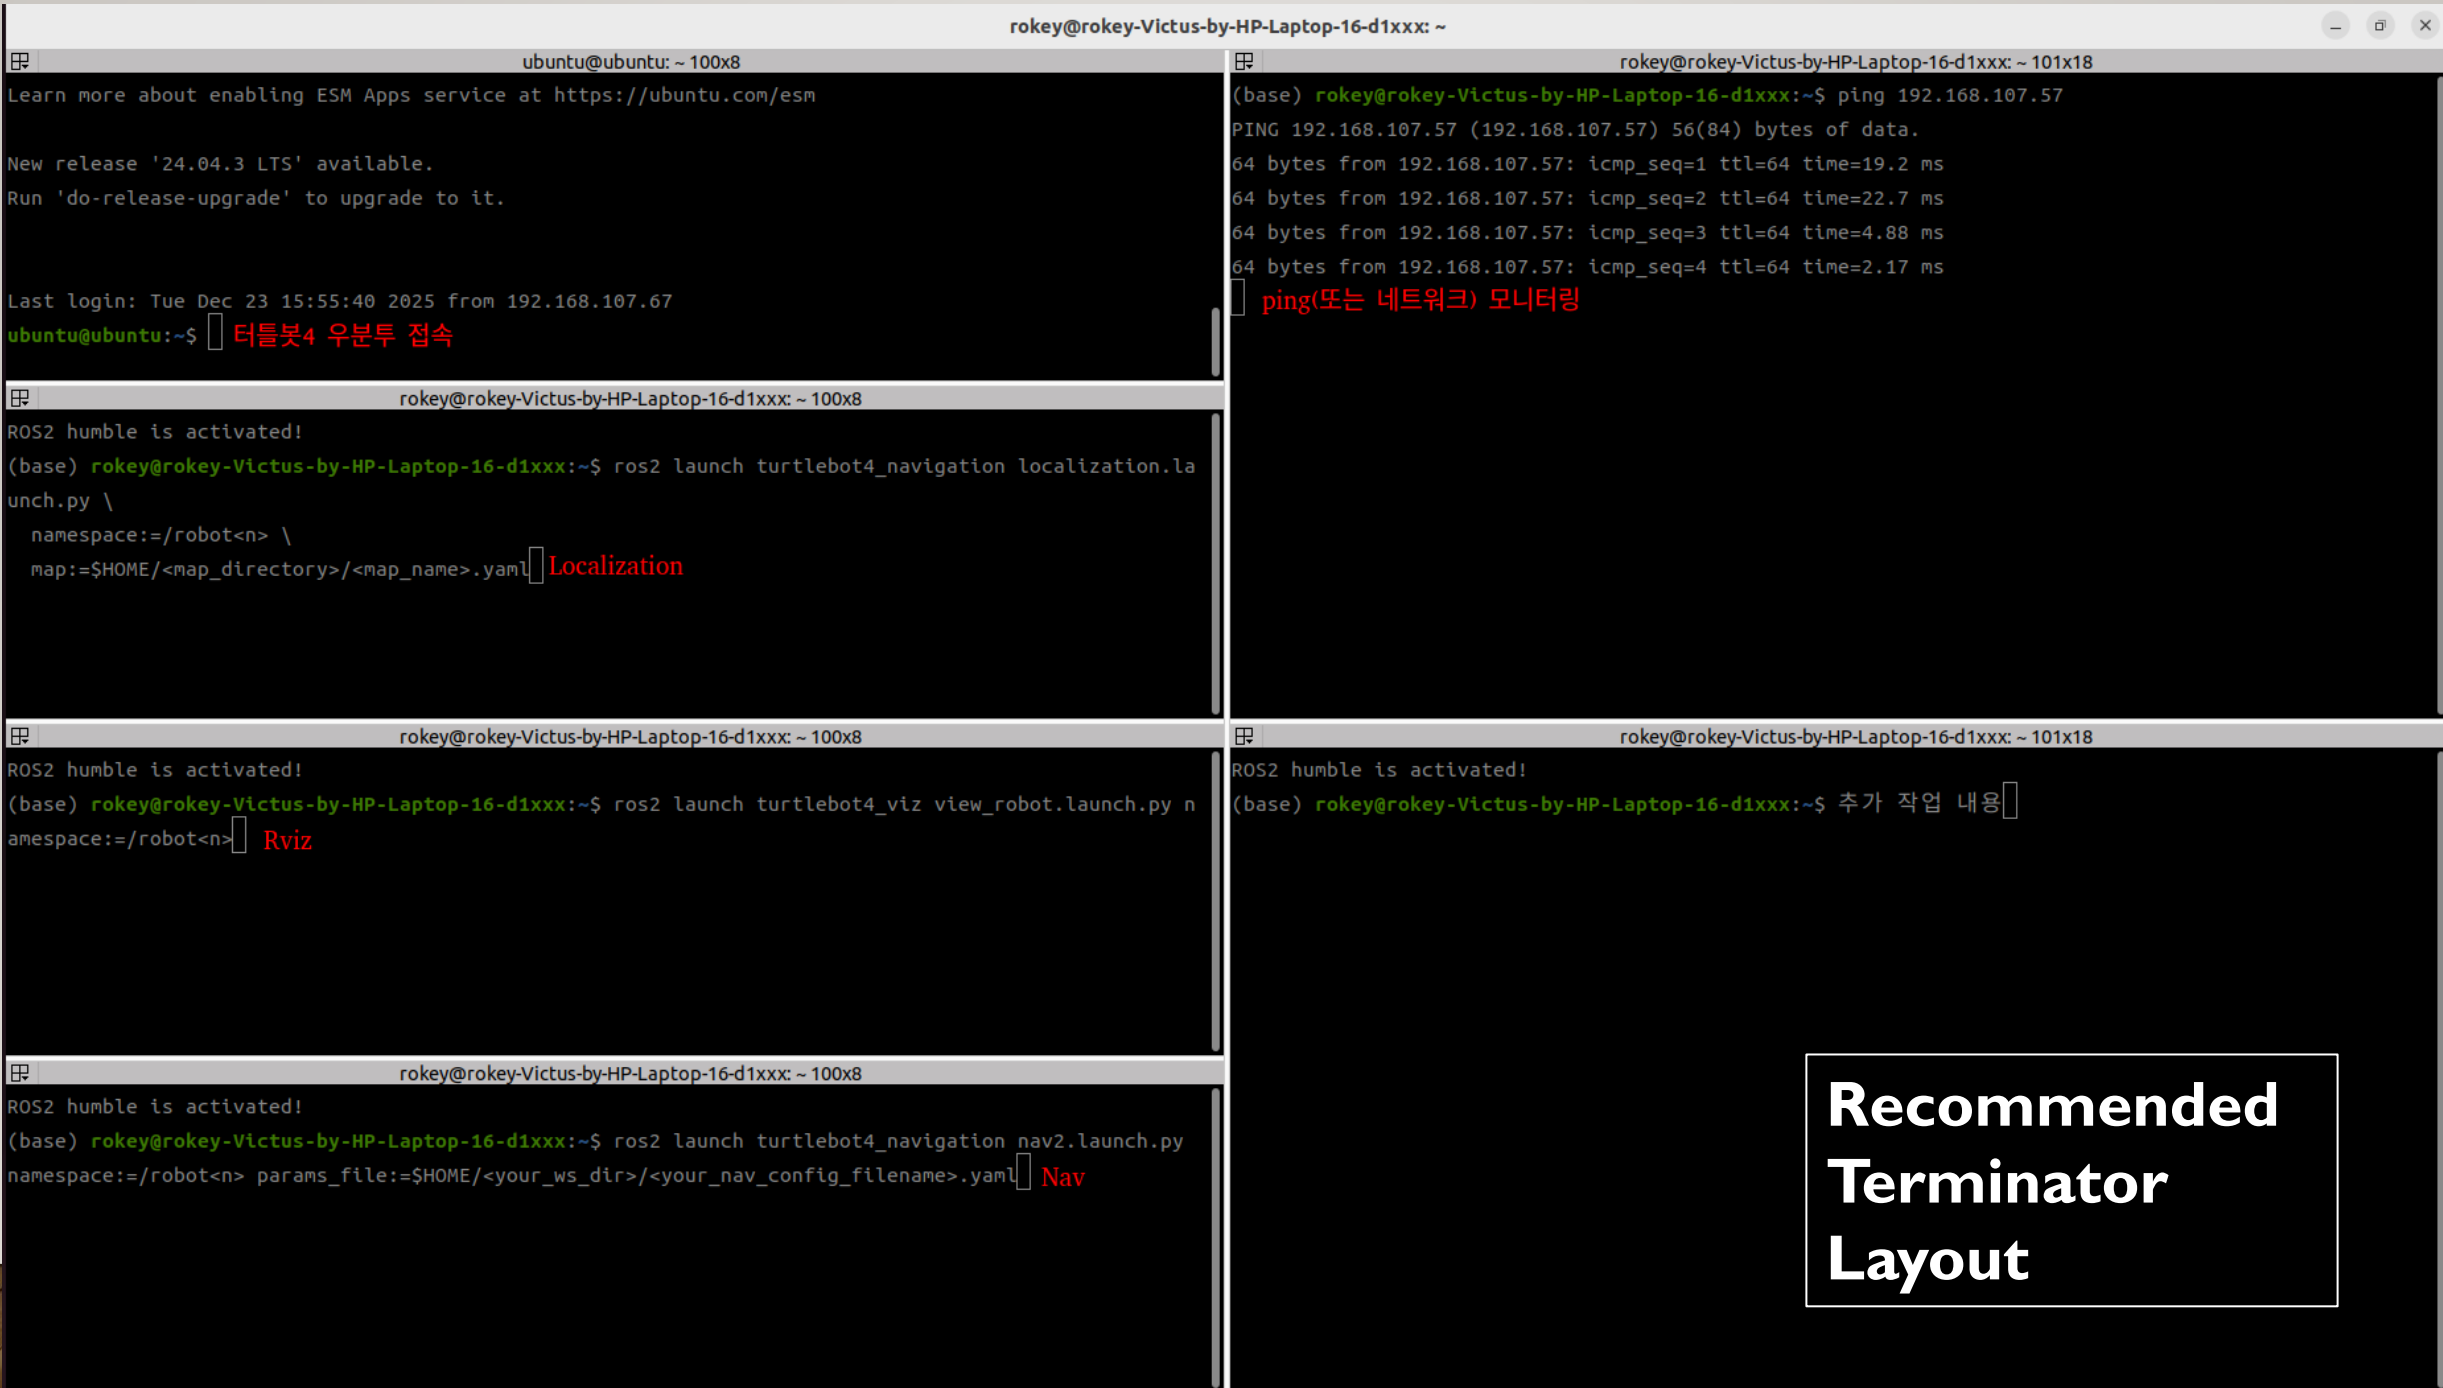 rokey@rokey-Victus-by-HP-Laptop-16-d1xxx: ~
ubuntu@ubuntu: ~ 100x8
Learn more about enabling ESM Apps service at https://ubuntu.com/esm
New release '24.04.3 LTS' available.
Run 'do-release-upgrade' to upgrade to it.
Last login: Tue Dec 23 15:55:40 2025 from 192.168.107.67
ubuntu@ubuntu:~$ 터틀봇4 우분투 접속
rokey@rokey-Victus-by-HP-Laptop-16-d1xxx: ~ 100x8
ROS2 humble is activated!
(base) rokey@rokey-Victus-by-HP-Laptop-16-d1xxx:~$ ros2 launch turtlebot4_navigation localization.la
unch.py \
namespace:=/robot<n> \
map:=$HOME/<map_directory>/<map_name>.yaml Localization
rokey@rokey-Victus-by-HP-Laptop-16-d1xxx: ~ 100x8
ROS2 humble is activated!
(base) rokey@rokey-Victus-by-HP-Laptop-16-d1xxx:~$ ros2 launch turtlebot4_viz view_robot.launch.py n
amespace:=/robot<n> Rviz
rokey@rokey-Victus-by-HP-Laptop-16-d1xxx: ~ 100x8
ROS2 humble is activated!
(base) rokey@rokey-Victus-by-HP-Laptop-16-d1xxx:~$ ros2 launch turtlebot4_navigation nav2.launch.py
namespace:=/robot<n> params_file:=$HOME/<your_ws_dir>/<your_nav_config_filename>.yaml Nav
rokey@rokey-Victus-by-HP-Laptop-16-d1xxx: ~ 101x18
(base) rokey@rokey-Victus-by-HP-Laptop-16-d1xxx:~$ ping 192.168.107.57
PING 192.168.107.57 (192.168.107.57) 56(84) bytes of data.
64 bytes from 192.168.107.57: icmp_seq=1 ttl=64 time=19.2 ms
64 bytes from 192.168.107.57: icmp_seq=2 ttl=64 time=22.7 ms
64 bytes from 192.168.107.57: icmp_seq=3 ttl=64 time=4.88 ms
64 bytes from 192.168.107.57: icmp_seq=4 ttl=64 time=2.17 ms
ping(또는 네트워크) 모니터링
rokey@rokey-Victus-by-HP-Laptop-16-d1xxx: ~ 101x18
ROS2 humble is activated!
(base) rokey@rokey-Victus-by-HP-Laptop-16-d1xxx:~$ 추가 작업 내용
Recommended
Terminator
Layout